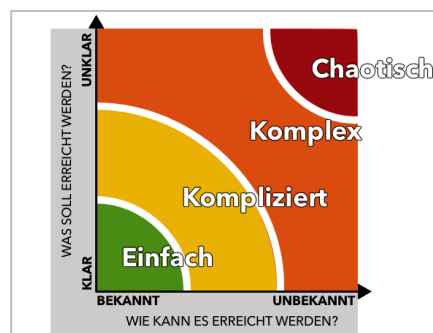 WAS SOLL ERREICHT WERDEN?
UNKLAR
KLAR
Chaotisch
Komplex
Kompliziert
Einfach
BEKANNT
UNBEKANNT
WIE KANN ES ERREICHT WERDEN?